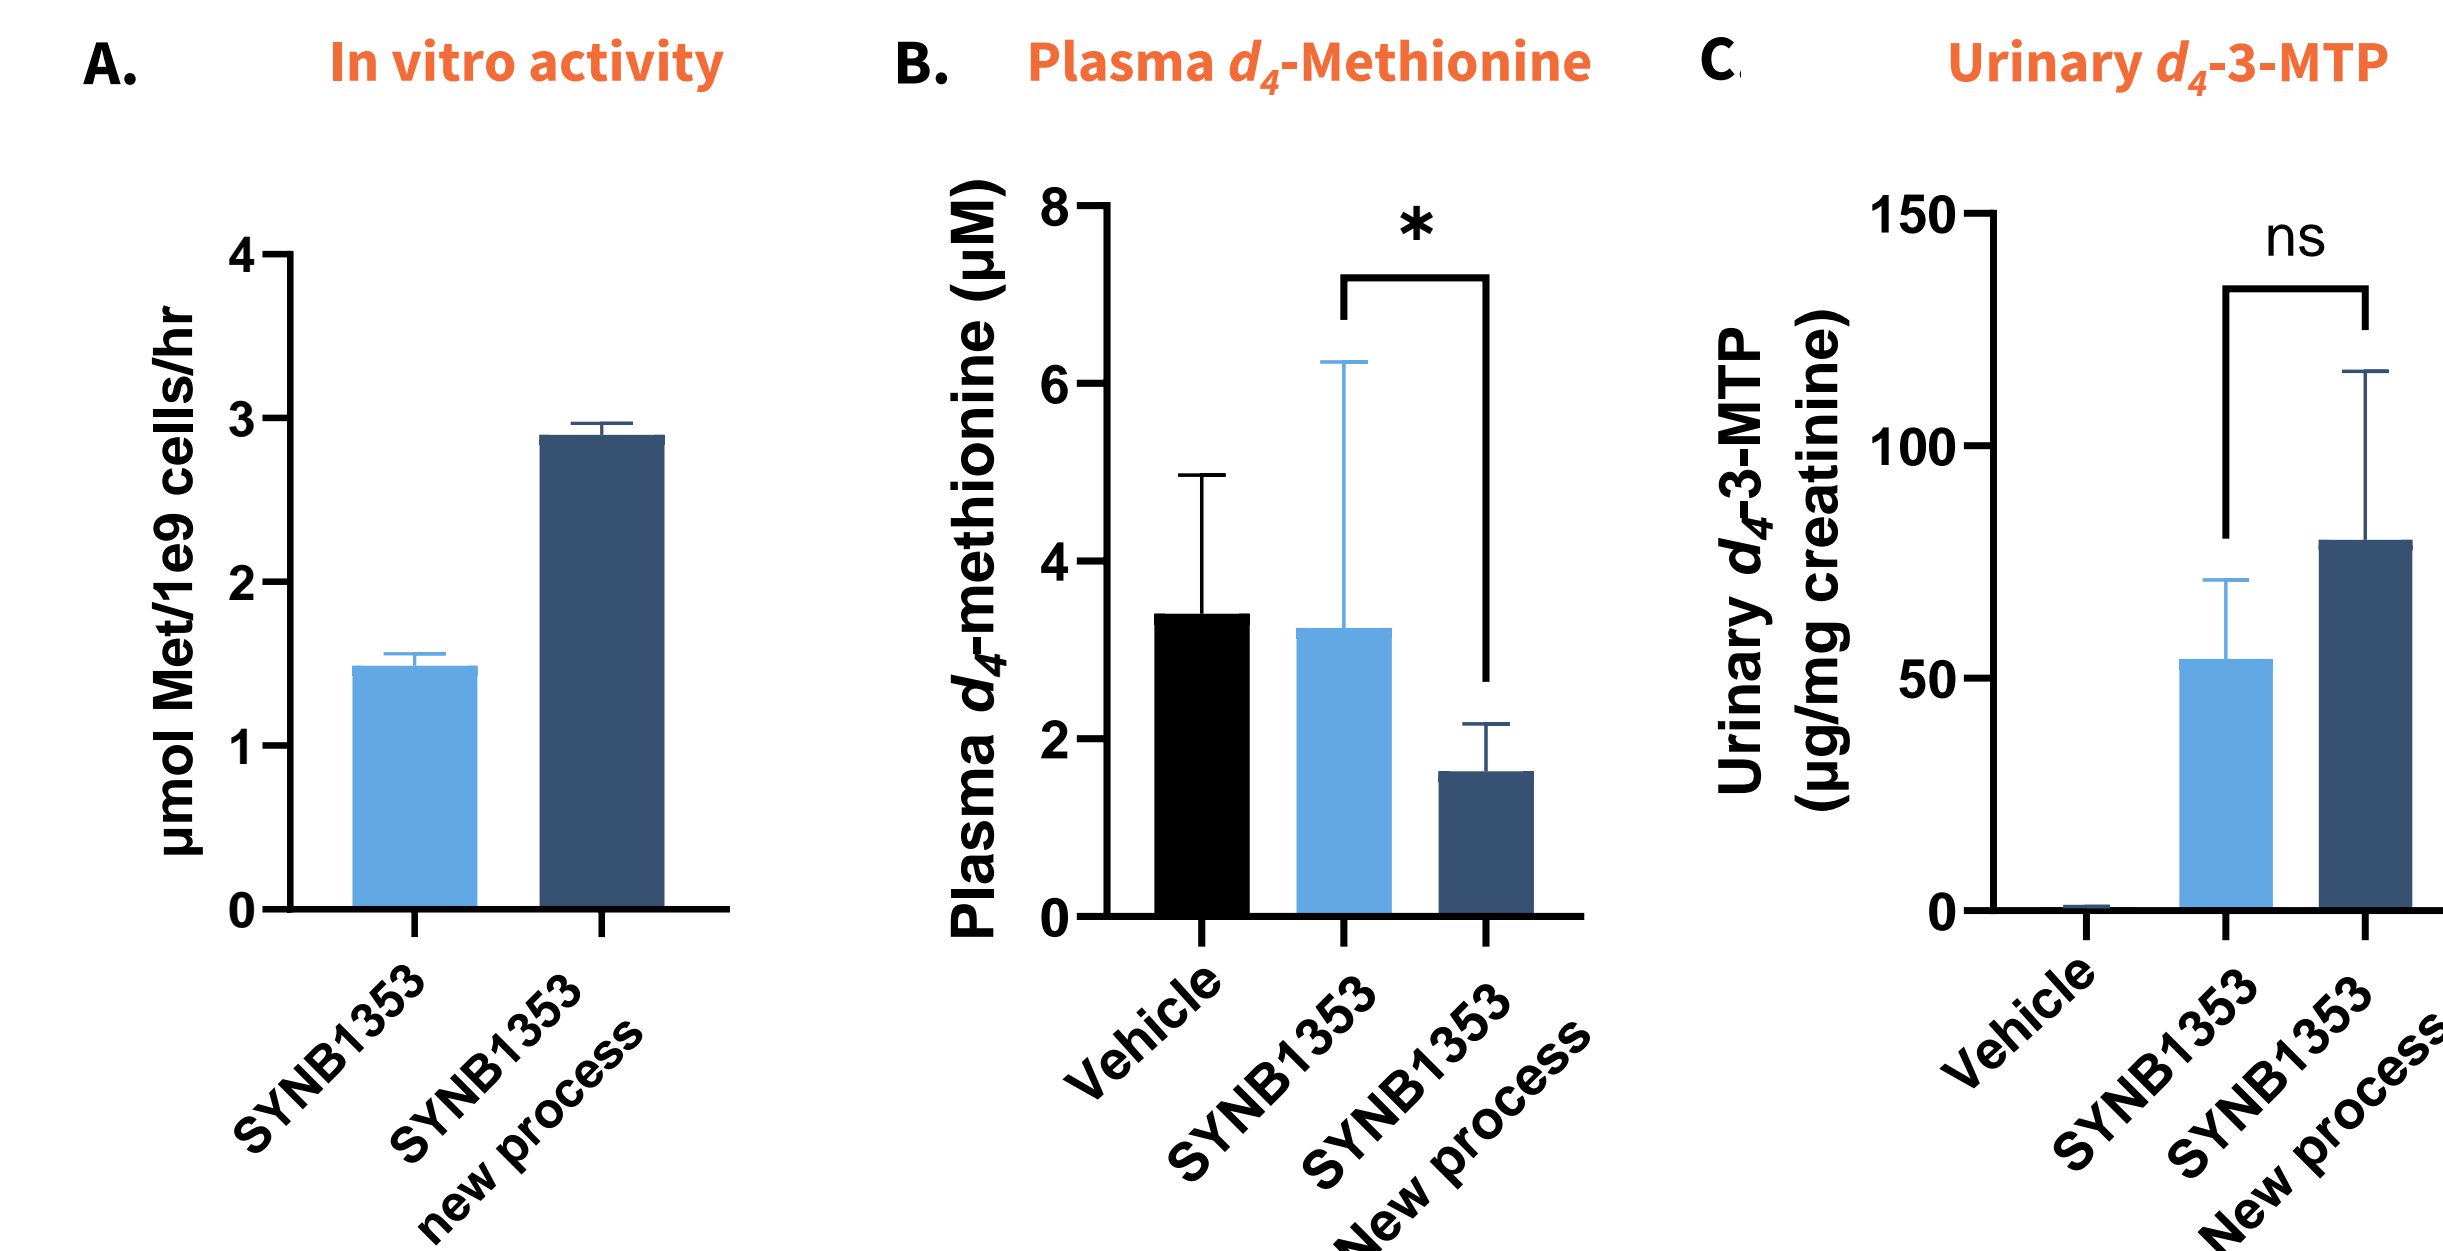 A.
In vitro activity
µmol Met/1e9 cells/hr
4
3
2
1
0
SYNB1353
SYNB1353
new process
B.
Plasma d4-Methionine
Plasma d4-methionine (µM)
8
6
4
2
0
*
Vehicle
SYNB1353
SYNB1353
New process
C.
Urinary d4-3-MTP
Urinary d4-3-MTP
(µg/mg creatinine)
150
100
50
0
ns
Vehicle
SYNB1353
SYNB1353
New process